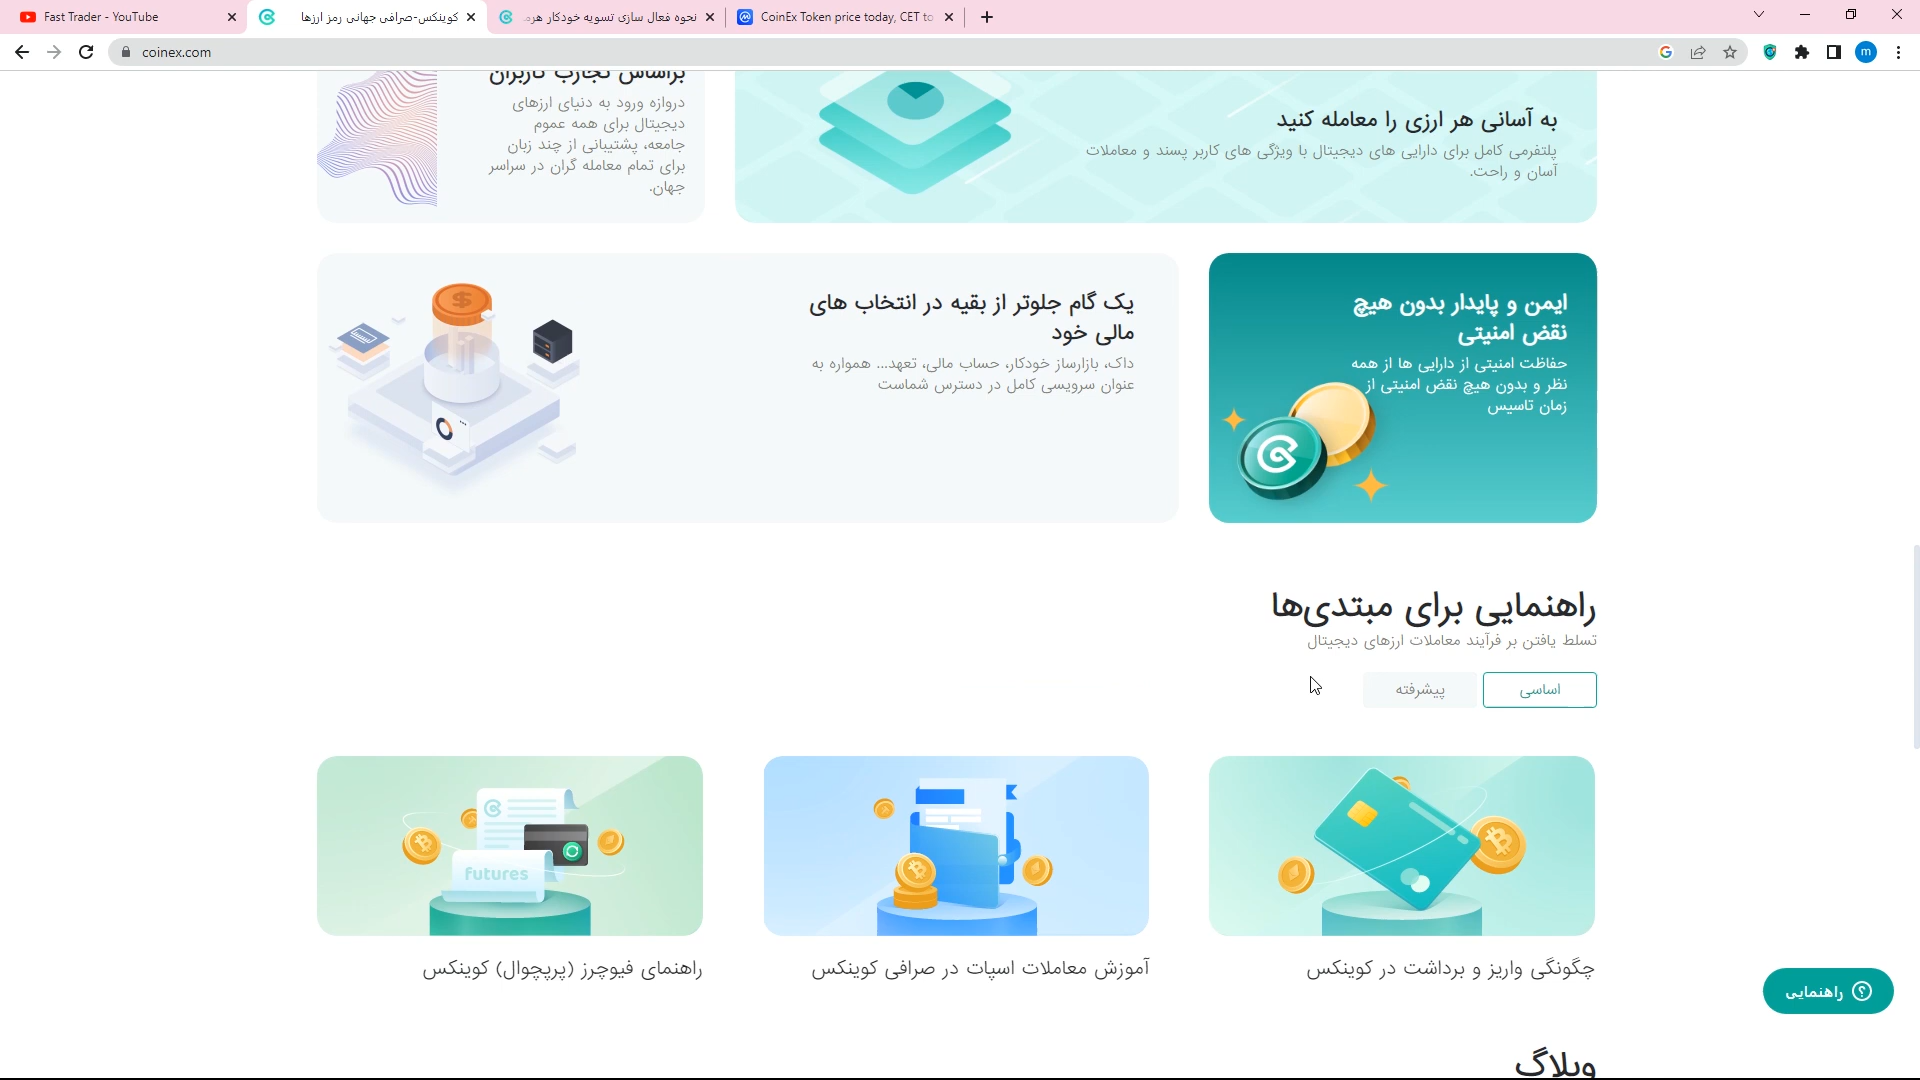 Fast Trader - YouTube
کوینکس-صرافی جهانی رمز ارزها
نحوه فعال سازی تسویه خودکار هزی
CoinEx Token price today, CET to
coinex.com
m
به آسانی هر ارزی را معامله کنید
پلتفرمی کامل برای دارایی های دیجیتال با ویژگی های کاربر پسند و معاملات
آسان و راحت.
براساس تجارب کاربران
دروازه ورود به دنیای ارزهای
دیجیتال برای همه عموم
جامعه، پشتیبانی از چند زبان
برای تمام معامله گران در سراسر
جهان.
ایمن و پایدار بدون هیچ
نقض امنیتی
حفاظت امنیتی از دارایی ها از همه
نظر و بدون هیچ نقض امنیتی از
زمان تاسیس
یک گام جلوتر از بقیه در انتخاب های
مالی خود
داک، بازارساز خودکار، حساب مالی، تعهد... همواره به
عنوان سرویسی کامل در دسترس شماست
راهنمایی برای مبتدی‌ها
تسلط یافتن بر فرآیند معاملات ارزهای دیجیتال
اساسی
پیشرفته
futures
چگونگی واریز و برداشت در کوینکس
آموزش معاملات اسپات در صرافی کوینکس
راهنمای فیوچرز (پرپچوال) کوینکس
راهنمایی
وبلاگ